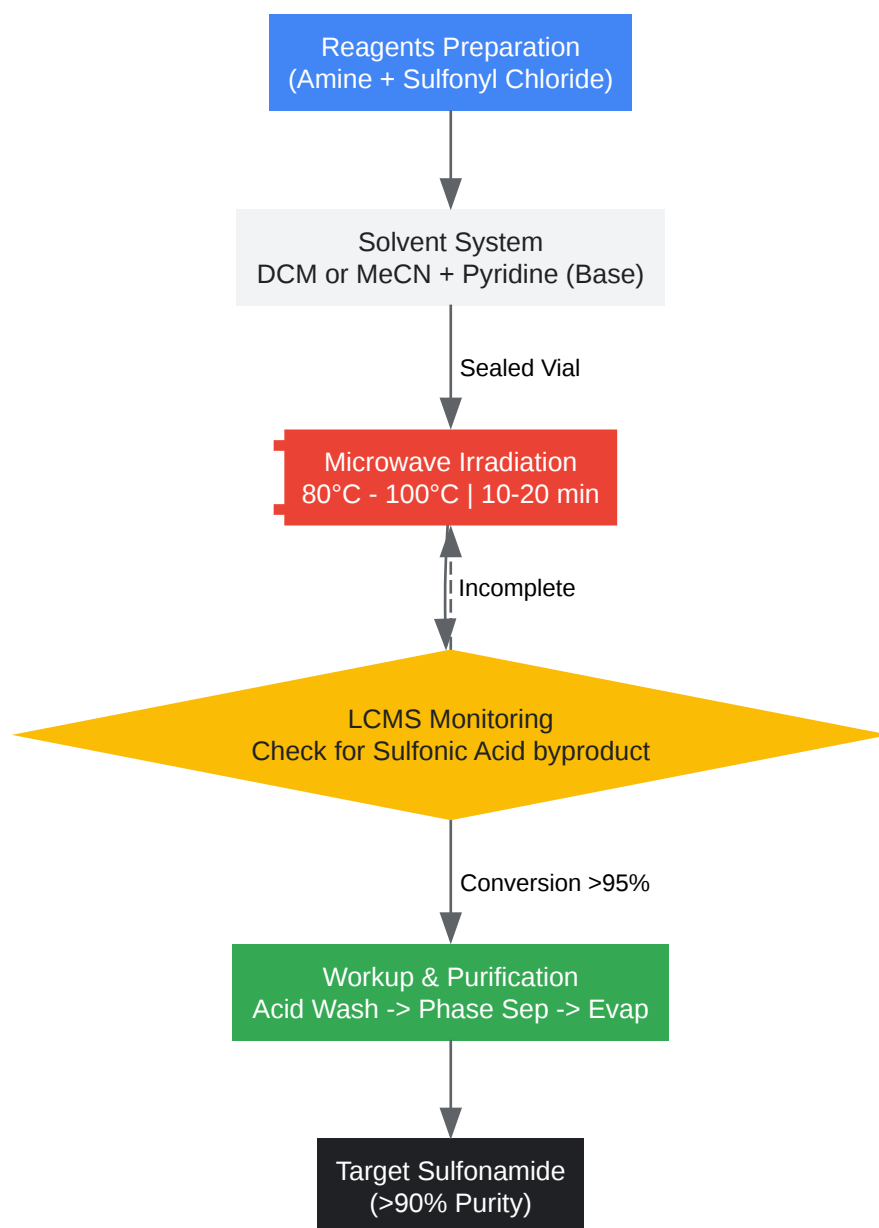 Reagents Preparation
(Amine + Sulfonyl Chloride)
Solvent System
DCM or MeCN + Pyridine (Base)
Sealed Vial
Microwave Irradiation
80°C - 100°C | 10-20 min
Incomplete
LCMS Monitoring
Check for Sulfonic Acid byproduct
Conversion >95%
Workup & Purification
Acid Wash -> Phase Sep -> Evap
Target Sulfonamide
(>90% Purity)